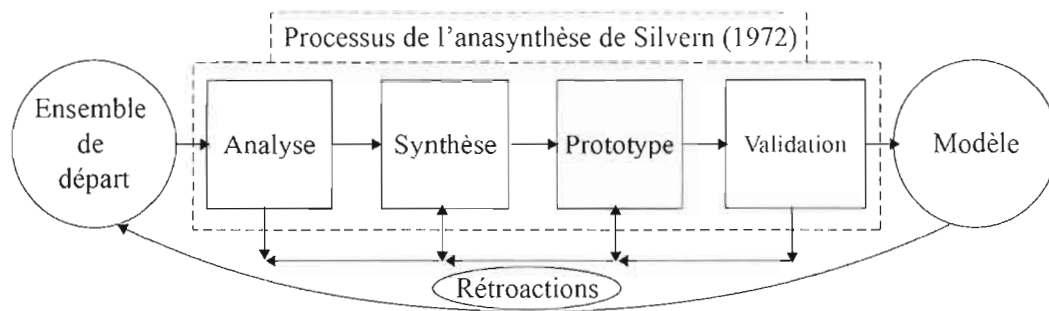 Processus de l'anasynthèse de Silvern (1972)
Ensemble
de
départ
Analyse
Synthèse
Prototype
Validation
Modèle
Rétroactions